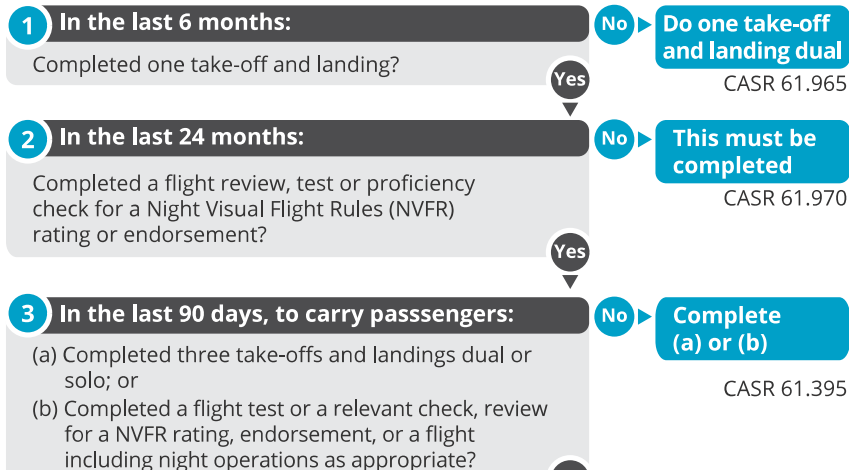 1 In the last 6 months:
Completed one take-off and landing?
Yes
No
Do one take-off
and landing dual
CASR 61.965
2 In the last 24 months:
Completed a flight review, test or proficiency
check for a Night Visual Flight Rules (NVFR)
rating or endorsement?
Yes
No
This must be
completed
CASR 61.970
3 In the last 90 days, to carry passsengers:
(a) Completed three take-offs and landings dual or
solo; or
(b) Completed a flight test or a relevant check, review
for a NVFR rating, endorsement, or a flight
including night operations as appropriate?
No
Complete
(a) or (b)
CASR 61.395